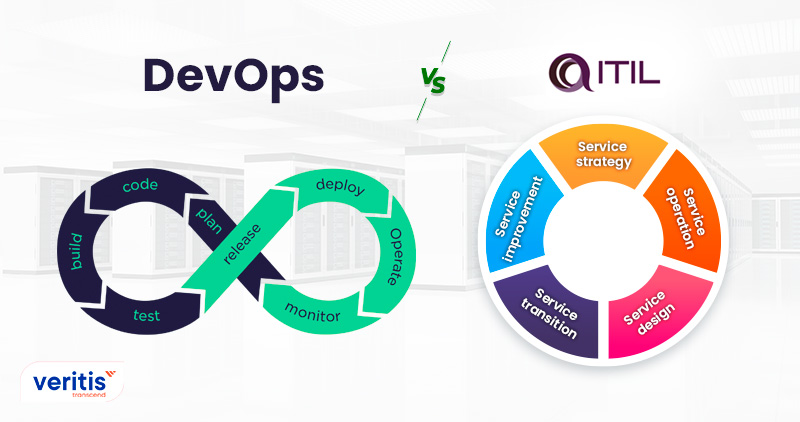 DevOps
VS
ITIL
code
plan
build
test
release
deploy
Operate
monitor
Service
strategy
Service
operation
Service
design
Service
transition
Service
improvement
veritis
transcend